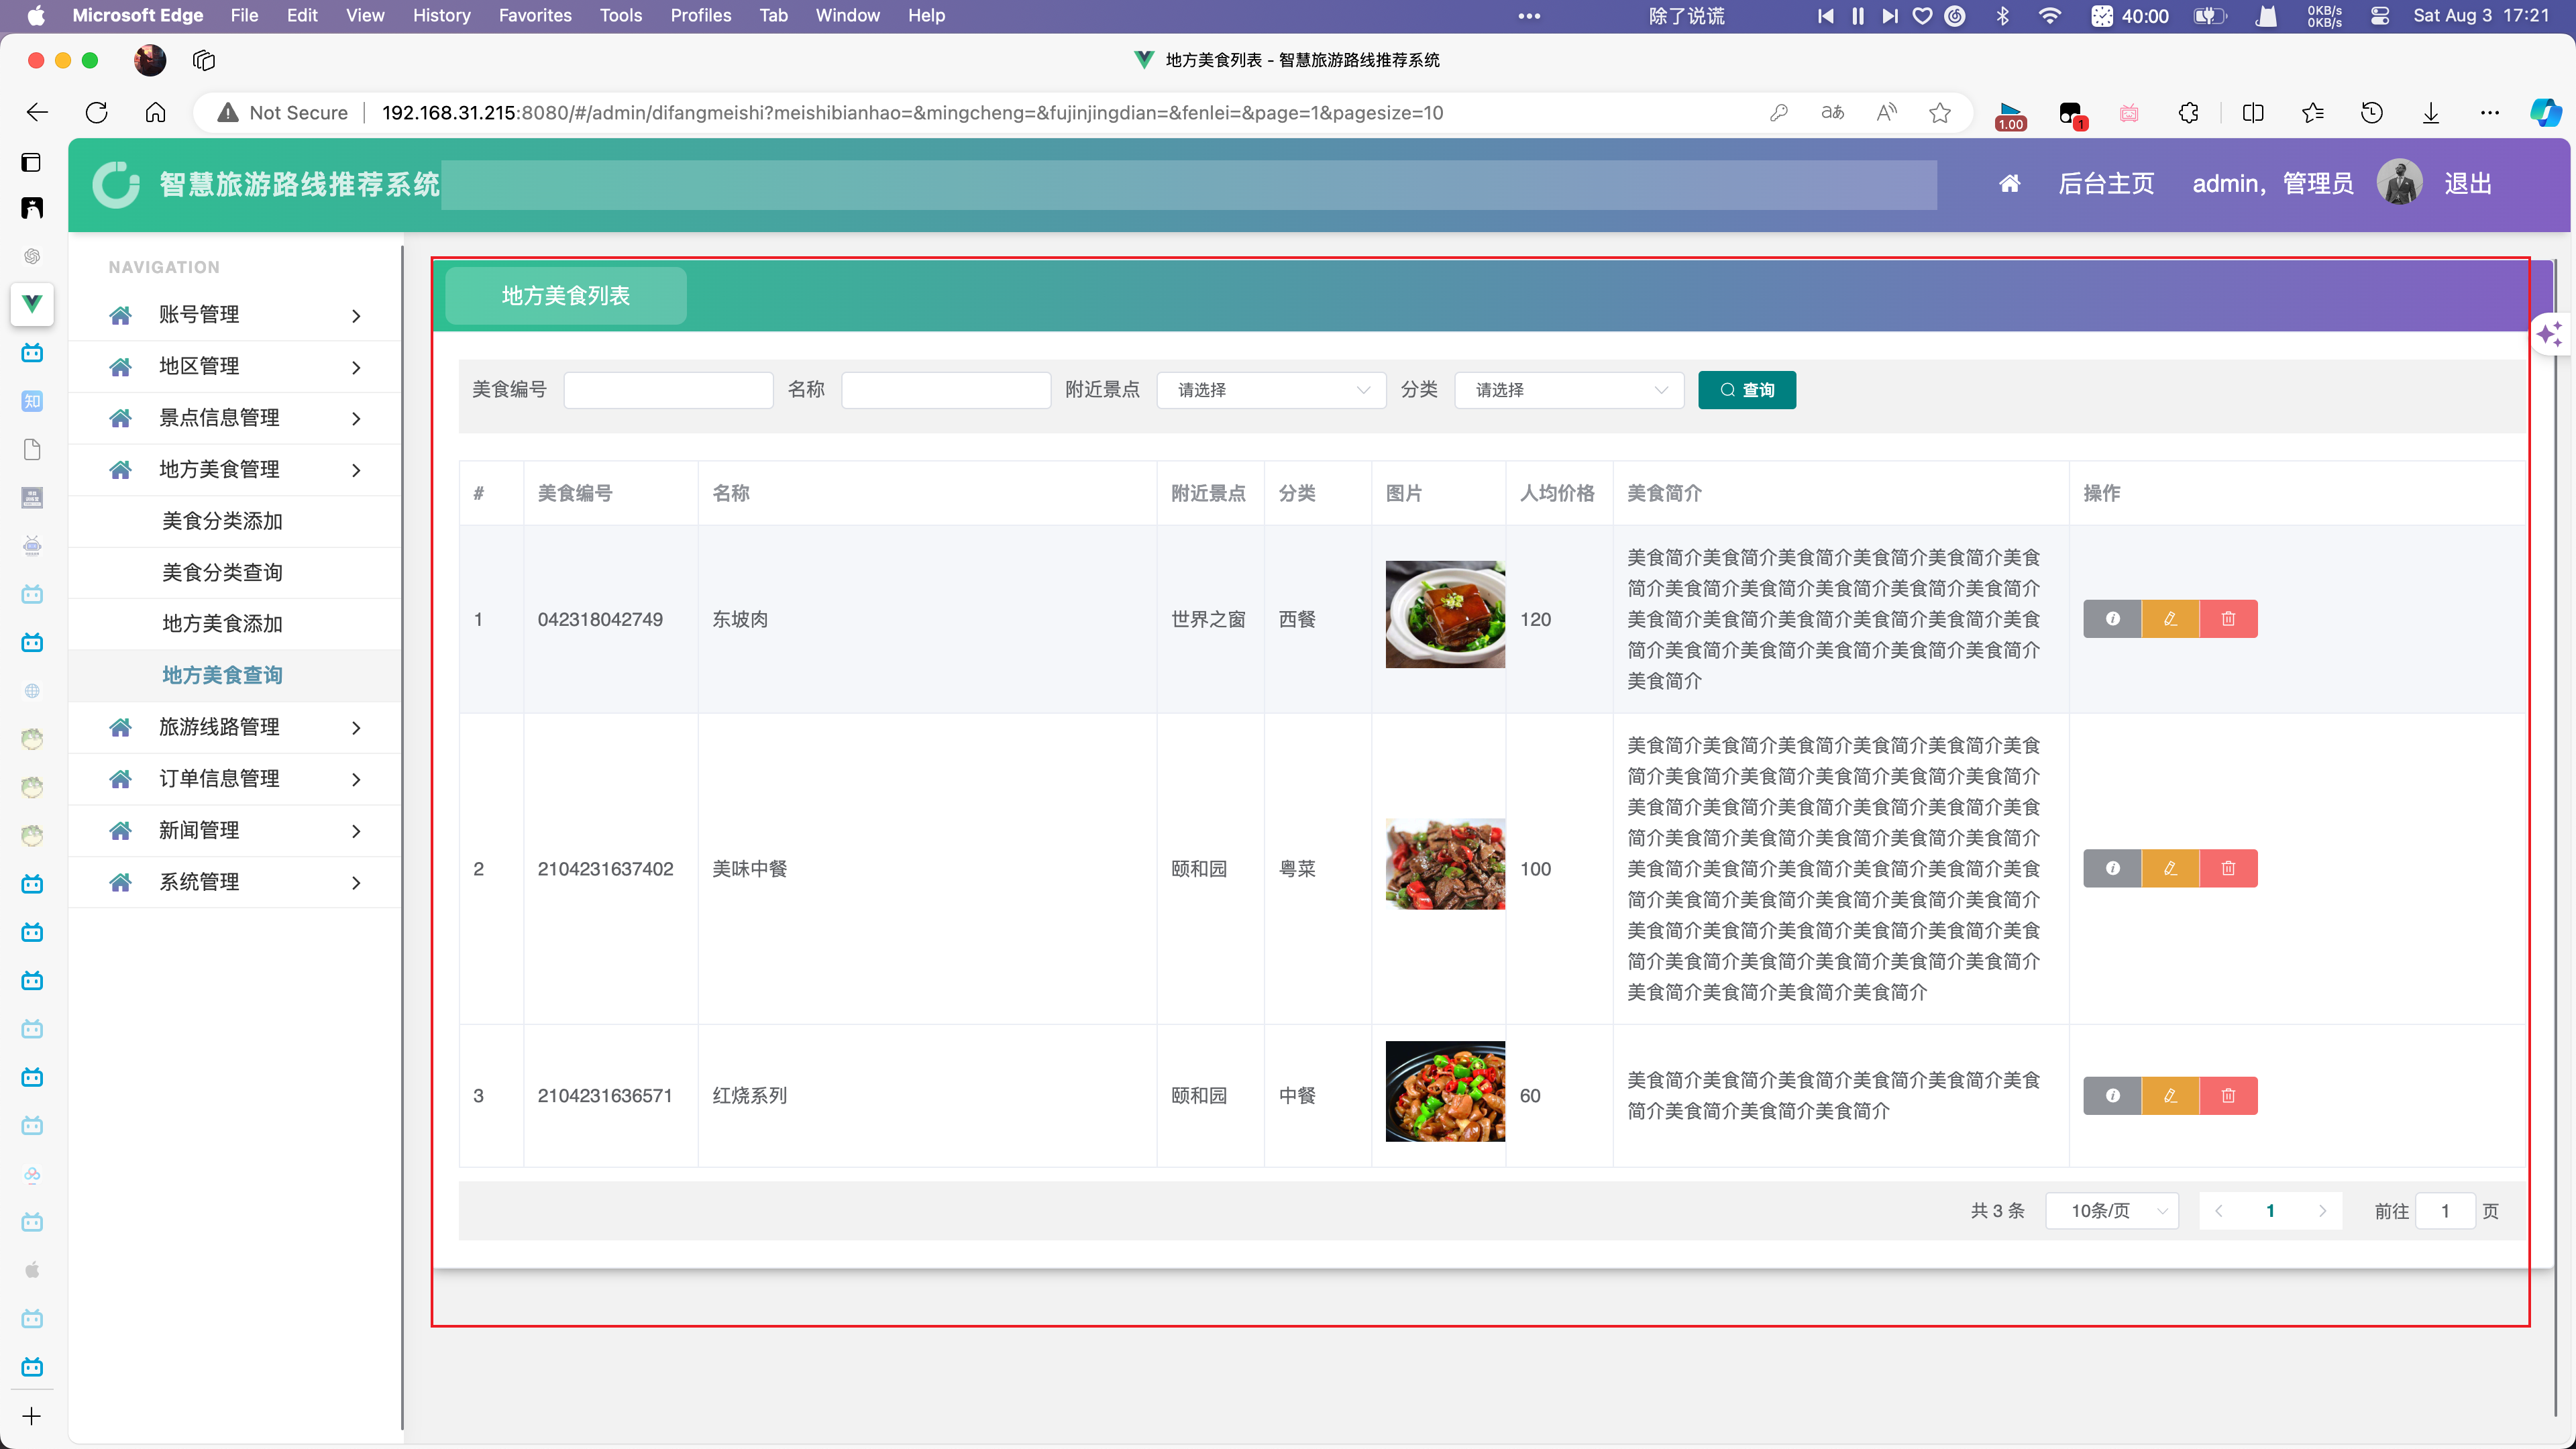 Microsoft Edge File Edit View History Favorites Tools Profiles Tab Window Help ••• 除了说谎 40:00 0KB/s 0KB/s Sat Aug 3 17:21
地方美食列表 - 智慧旅游路线推荐系统
Not Secure 192.168.31.215:8080/#/admin/difangmeishi?meishibianhao=&mingcheng=&fujinjingdian=&fenlei=&page=1&pagesize=10 aあ A 1.00 1
智慧旅游路线推荐系统 后台主页 admin，管理员 退出
NAVIGATION
账号管理
地区管理
景点信息管理
地方美食管理
美食分类添加
美食分类查询
地方美食添加
地方美食查询
旅游线路管理
订单信息管理
新闻管理
系统管理
知
地方美食列表
美食编号 名称 附近景点 请选择 分类 请选择 查询
# 美食编号 名称 附近景点 分类 图片 人均价格 美食简介 操作
1 042318042749 东坡肉 世界之窗 西餐 120
美食简介美食简介美食简介美食简介美食简介美食
简介美食简介美食简介美食简介美食简介美食简介
美食简介美食简介美食简介美食简介美食简介美食
简介美食简介美食简介美食简介美食简介美食简介
美食简介
2 2104231637402 美味中餐 颐和园 粤菜 100
美食简介美食简介美食简介美食简介美食简介美食
简介美食简介美食简介美食简介美食简介美食简介
美食简介美食简介美食简介美食简介美食简介美食
简介美食简介美食简介美食简介美食简介美食简介
美食简介美食简介美食简介美食简介美食简介美食
简介美食简介美食简介美食简介美食简介美食简介
美食简介美食简介美食简介美食简介美食简介美食
简介美食简介美食简介美食简介美食简介美食简介
美食简介美食简介美食简介美食简介
3 2104231636571 红烧系列 颐和园 中餐 60
美食简介美食简介美食简介美食简介美食简介美食
简介美食简介美食简介美食简介
共 3 条 10条/页 1 前往 1 页